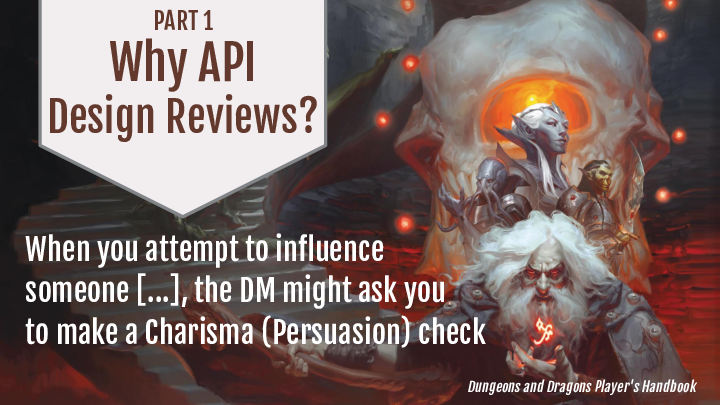 PART 1
Why API
Design Reviews?
When you attempt to influence
someone [...], the DM might ask you
to make a Charisma (Persuasion) check
Dungeons and Dragons Player's Handbook